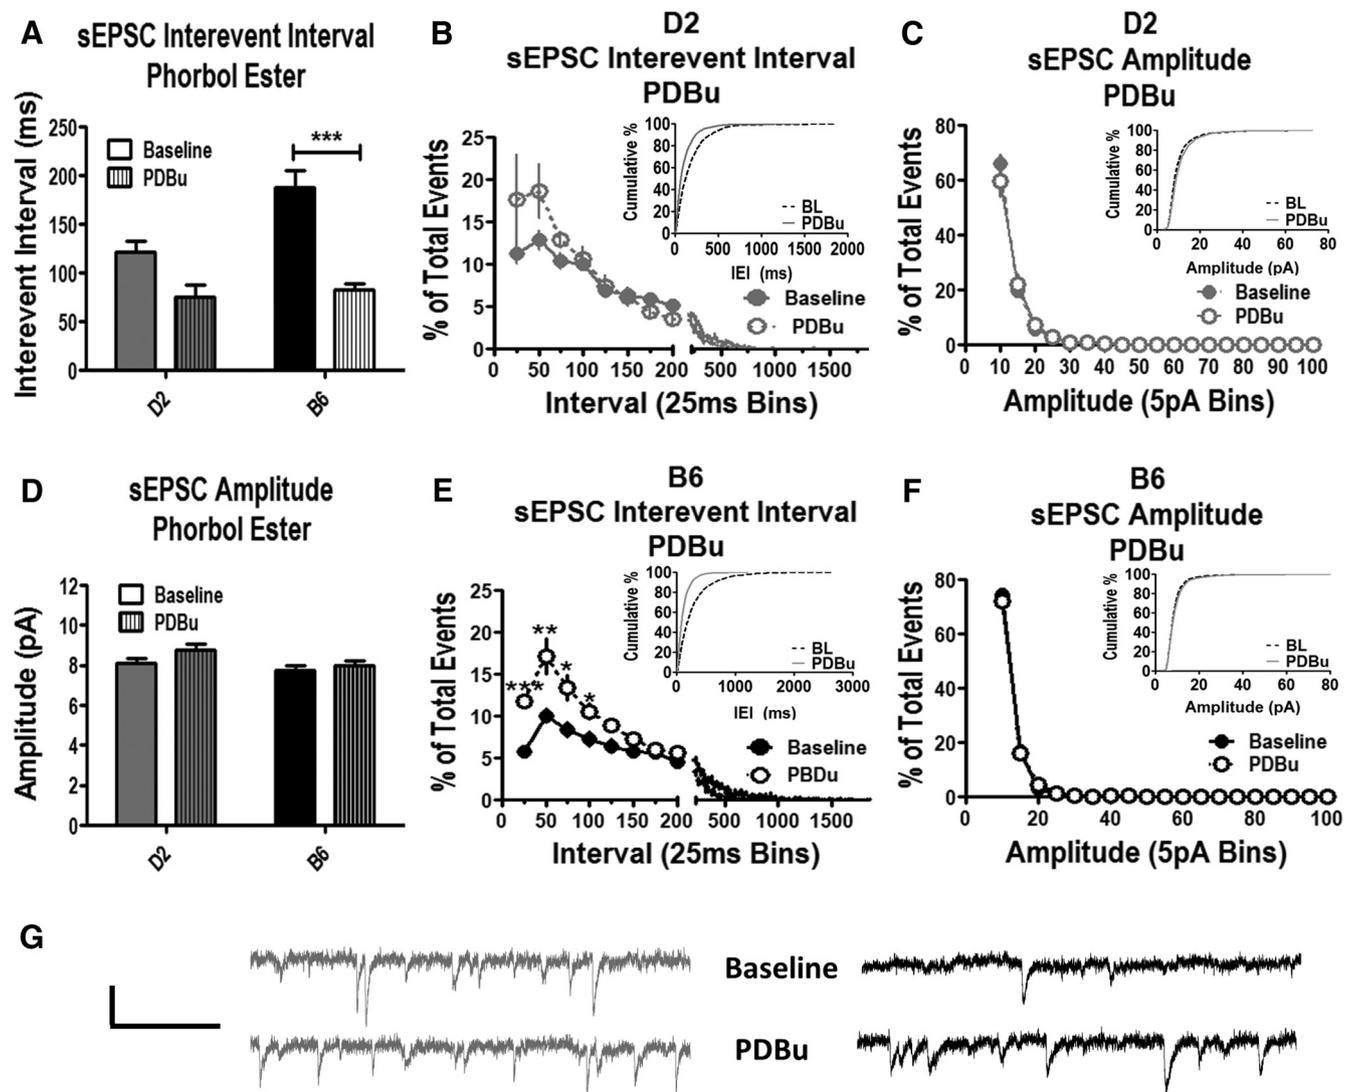 A
sEPSC Interevent Interval
Phorbol Ester
Interevent Interval (ms)
250
200
150
100
50
0
Baseline
PDBu
***
D2
B6
B
D2
sEPSC Interevent Interval
PDBu
% of Total Events
25
20
15
10
5
0
0 50 100 150 200 500 1000 1500
Interval (25ms Bins)
Cumulative %
100
80
60
40
20
0
0 500 1000 1500 2000
IEI (ms)
BL
PDBu
Baseline
PDBu
C
D2
sEPSC Amplitude
PDBu
% of Total Events
80
60
40
20
0
0 10 20 30 40 50 60 70 80 90 100
Amplitude (5pA Bins)
Cumulative %
100
80
60
40
20
0
0 20 40 60 80
Amplitude (pA)
BL
PDBu
Baseline
PDBu
D
sEPSC Amplitude
Phorbol Ester
Amplitude (pA)
12
10
8
6
4
2
0
Baseline
PDBu
D2
B6
E
B6
sEPSC Interevent Interval
PDBu
% of Total Events
25
20
15
10
5
0
***
**
*
*
0 50 100 150 200 500 1000 1500
Interval (25ms Bins)
Cumulative %
100
80
60
40
20
0
0 1000 2000 3000
IEI (ms)
BL
PDBu
Baseline
PBDu
F
B6
sEPSC Amplitude
PDBu
% of Total Events
80
60
40
20
0
0 20 40 60 80 100
Amplitude (5pA Bins)
Cumulative %
100
80
60
40
20
0
0 20 40 60 80
Amplitude (pA)
BL
PDBu
Baseline
PDBu
G
Baseline
PDBu